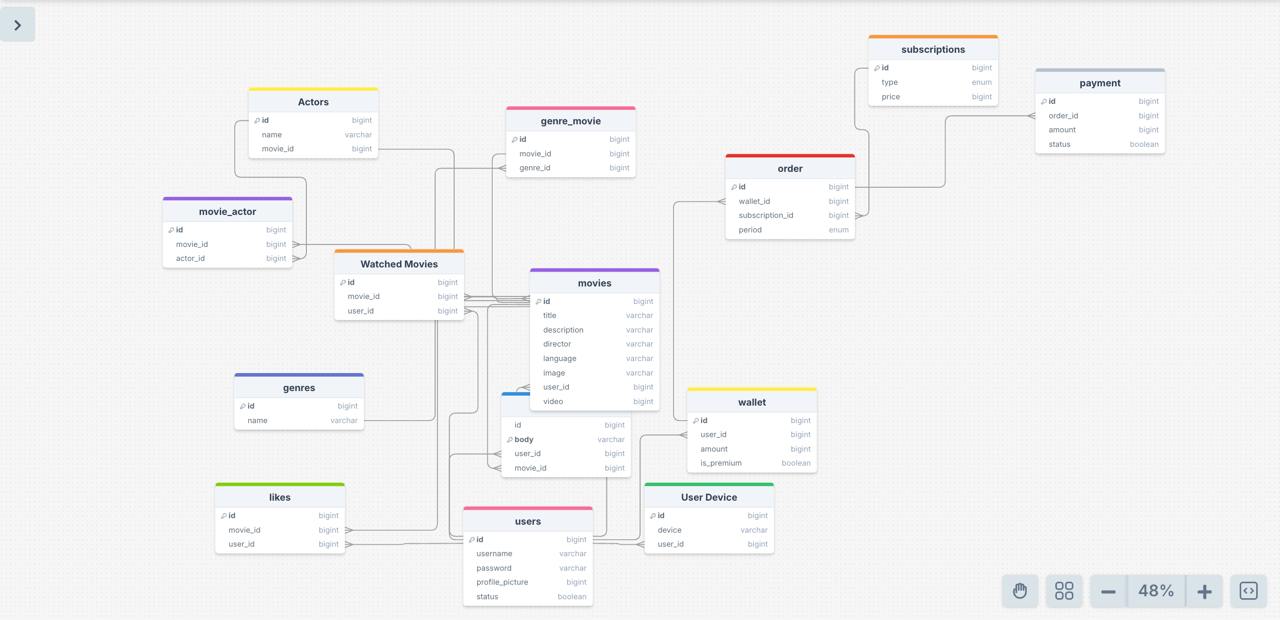 subscriptions
id bigint
type enum
price bigint
payment
id bigint
order_id bigint
amount bigint
status boolean
Actors
id bigint
name varchar
movie_id bigint
genre_movie
id bigint
movie_id bigint
genre_id bigint
order
id bigint
wallet_id bigint
subscription_id bigint
period enum
movie_actor
id bigint
movie_id bigint
actor_id bigint
Watched Movies
id bigint
movie_id bigint
user_id bigint
movies
id bigint
title varchar
description varchar
director varchar
language varchar
image varchar
user_id bigint
video bigint
genres
id bigint
name varchar
id bigint
body varchar
user_id bigint
movie_id bigint
wallet
id bigint
user_id bigint
amount bigint
is_premium boolean
likes
id bigint
movie_id bigint
user_id bigint
users
id bigint
username varchar
password varchar
profile_picture bigint
status boolean
User Device
id bigint
device varchar
user_id bigint
48%